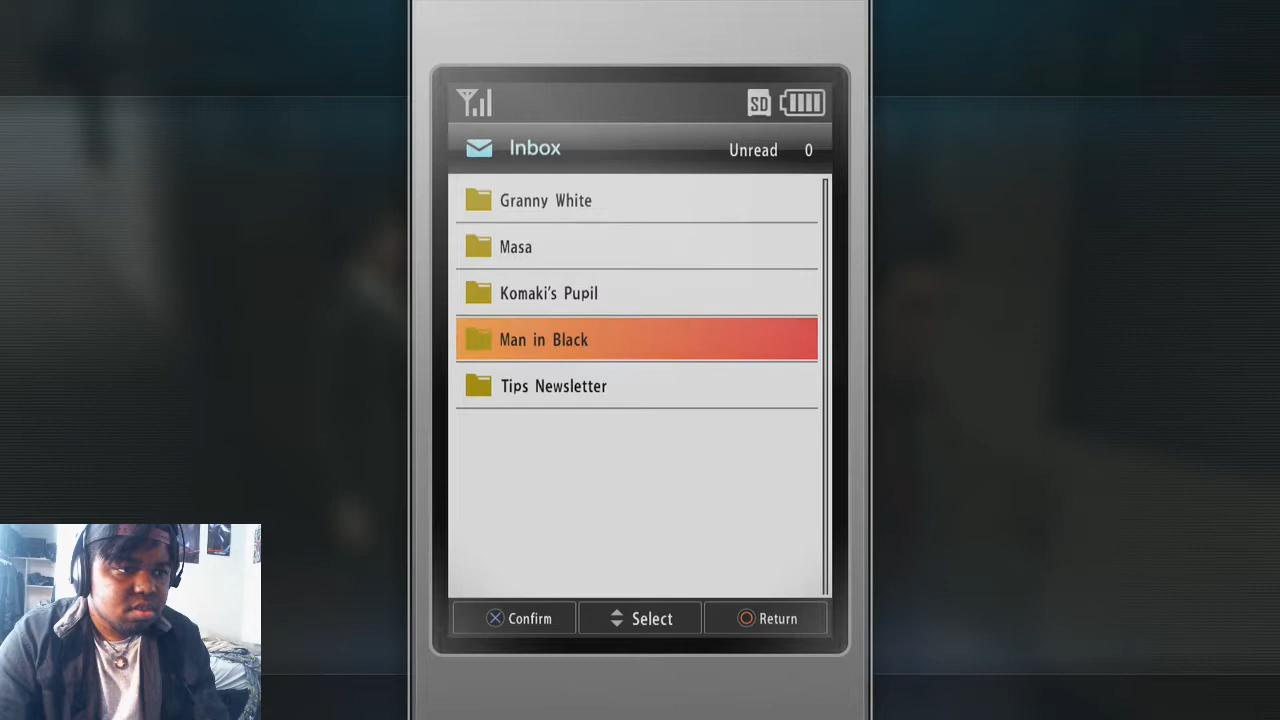 SD
Inbox Unread 0
Granny White
Masa
Komaki's Pupil
Man in Black
Tips Newsletter
Confirm Select Return